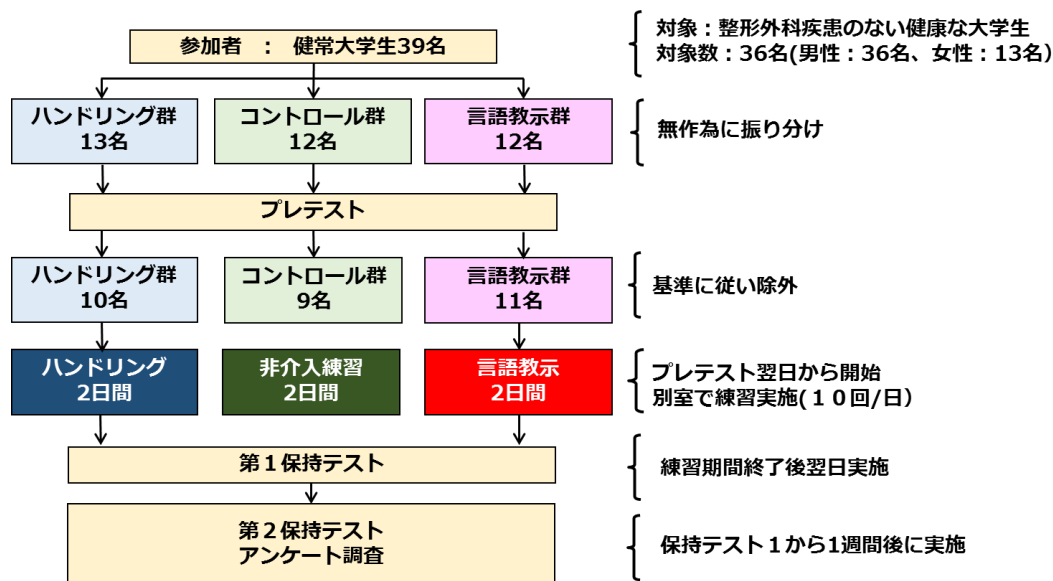 参加者　：　健常大学生39名
対象：整形外科疾患のない健康な大学生
対象数：36名(男性：36名、女性：13名)
ハンドリング群
13名
コントロール群
12名
言語教示群
12名
無作為に振り分け
プレテスト
ハンドリング群
10名
コントロール群
9名
言語教示群
11名
基準に従い除外
ハンドリング
2日間
非介入練習
2日間
言語教示
2日間
プレテスト翌日から開始
別室で練習実施(１０回/日)
第１保持テスト
練習期間終了後翌日実施
第２保持テスト
アンケート調査
保持テスト１から1週間後に実施